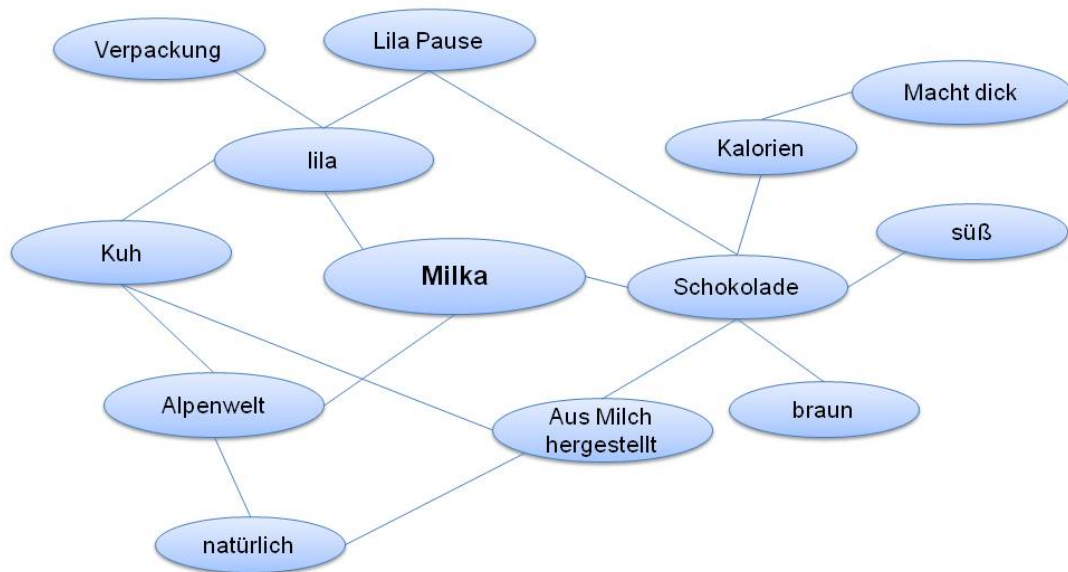 Verpackung
Lila Pause
Macht dick
Kalorien
lila
süß
Kuh
Milka
Schokolade
Alpenwelt
Aus Milch
hergestellt
braun
natürlich